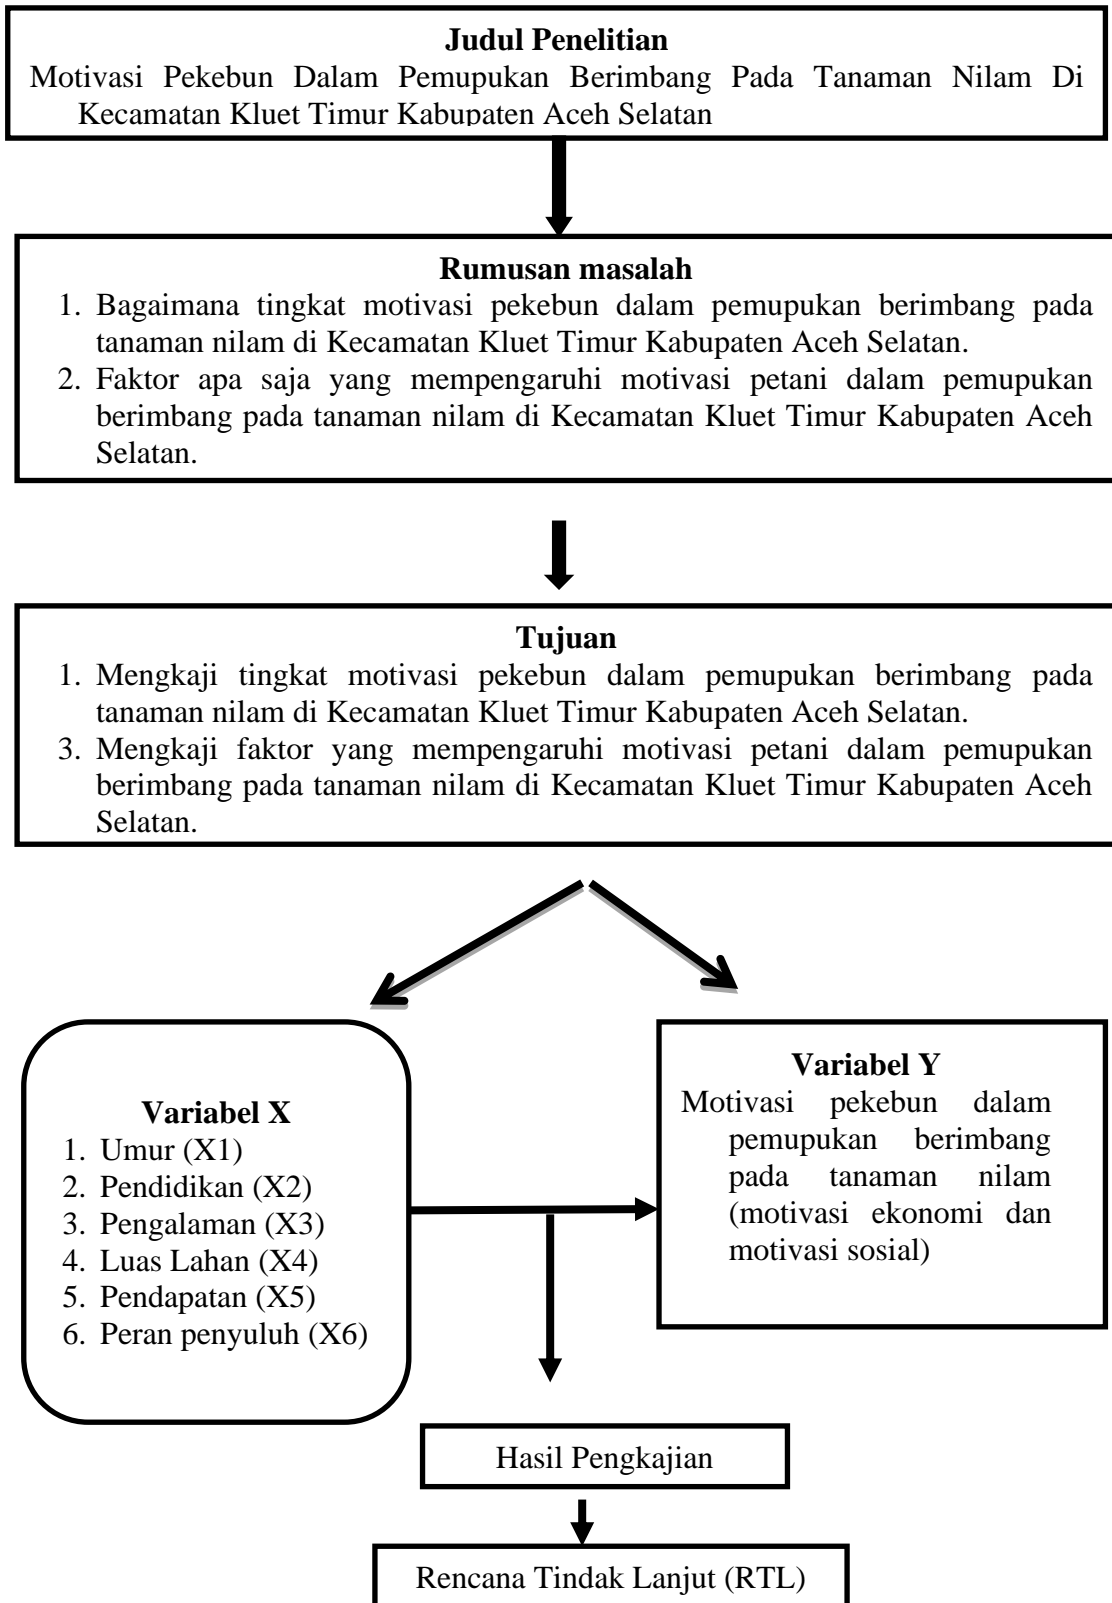 Judul Penelitian
Motivasi Pekebun Dalam Pemupukan Berimbang Pada Tanaman Nilam Di
Kecamatan Kluet Timur Kabupaten Aceh Selatan
Rumusan masalah
1. Bagaimana tingkat motivasi pekebun dalam pemupukan berimbang pada
tanaman nilam di Kecamatan Kluet Timur Kabupaten Aceh Selatan.
2. Faktor apa saja yang mempengaruhi motivasi petani dalam pemupukan
berimbang pada tanaman nilam di Kecamatan Kluet Timur Kabupaten Aceh
Selatan.
Tujuan
1. Mengkaji tingkat motivasi pekebun dalam pemupukan berimbang pada
tanaman nilam di Kecamatan Kluet Timur Kabupaten Aceh Selatan.
3. Mengkaji faktor yang mempengaruhi motivasi petani dalam pemupukan
berimbang pada tanaman nilam di Kecamatan Kluet Timur Kabupaten Aceh
Selatan.
Variabel X
1. Umur (X1)
2. Pendidikan (X2)
3. Pengalaman (X3)
4. Luas Lahan (X4)
5. Pendapatan (X5)
6. Peran penyuluh (X6)
Variabel Y
Motivasi pekebun dalam
pemupukan berimbang
pada tanaman nilam
(motivasi ekonomi dan
motivasi sosial)
Hasil Pengkajian
Rencana Tindak Lanjut (RTL)